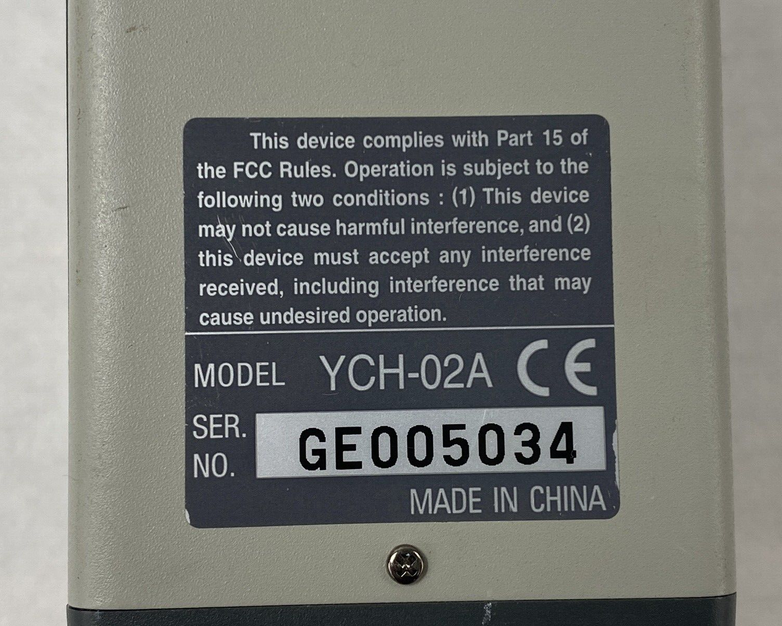 This device complies with Part 15 of
the FCC Rules. Operation is subject to the
following two conditions : (1) This device
may not cause harmful interference, and (2)
this device must accept any interference
received, including interference that may
cause undesired operation.
MODEL YCH-02A CE
SER. NO. GE005034
MADE IN CHINA